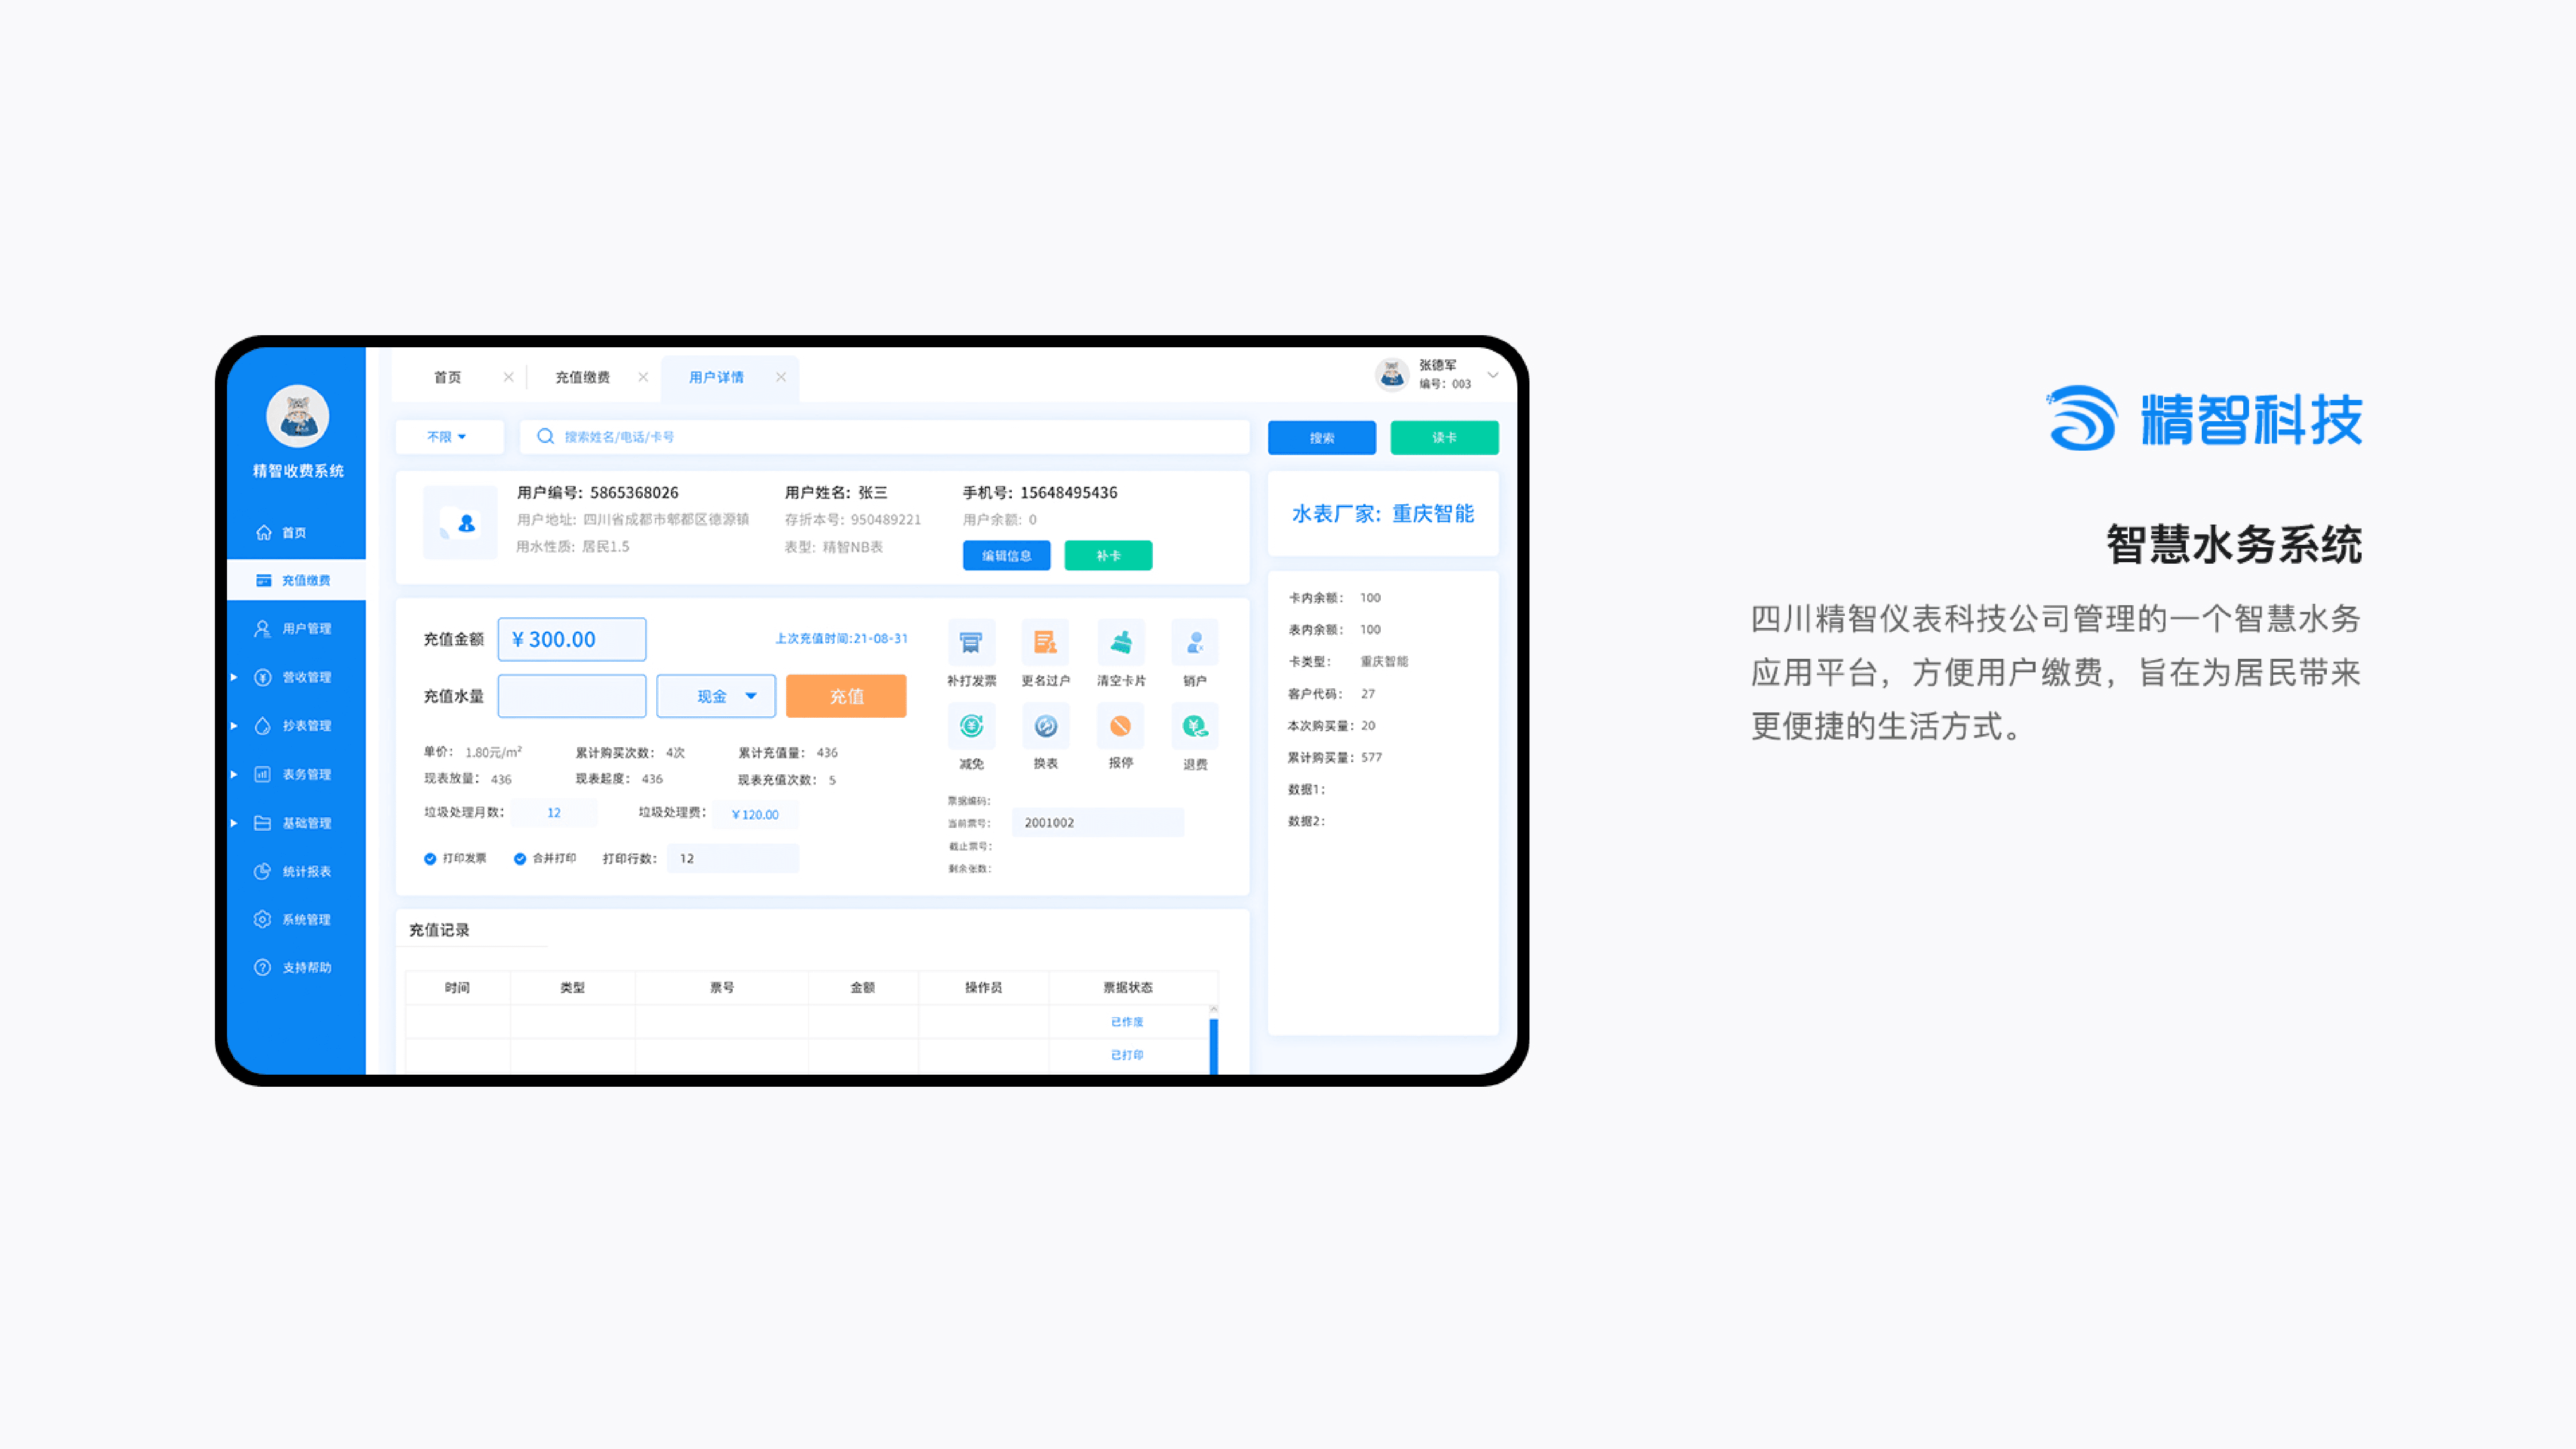 首页
充值缴费
用户详情
张德军
编号：003
精智收费系统
首页
充值缴费
用户管理
营收管理
抄表管理
表务管理
基础管理
统计报表
系统管理
支持帮助
不限
搜索姓名/电话/卡号
搜索
读卡
用户编号：5865368026
用户姓名：张三
手机号：15648495436
用户地址：四川省成都市郫都区德源镇
存折本号：950489221
用户余额：0
用水性质：居民1.5
表型：精智NB表
编辑信息
补卡
水表厂家：重庆智能
充值金额
¥ 300.00
上次充值时间:21-08-31
充值水量
现金
充值
单价： 1.80元/m²
累计购买次数： 4次
累计充值量： 436
现表放量： 436
现表起度： 436
现表充值次数： 5
垃圾处理月数： 12
垃圾处理费： ¥120.00
打印发票
合并打印
打印行数： 12
补打发票
更名过户
清空卡片
销户
减免
换表
报停
退费
票据编码：
当前票号： 2001002
截止票号：
剩余张数：
卡内余额： 100
表内余额： 100
卡类型： 重庆智能
客户代码： 27
本次购买量：20
累计购买量：577
数据1：
数据2：
充值记录
时间 类型 票号 金额 操作员 票据状态
已作废
已打印
精智科技
智慧水务系统
四川精智仪表科技公司管理的一个智慧水务
应用平台，方便用户缴费，旨在为居民带来
更便捷的生活方式。